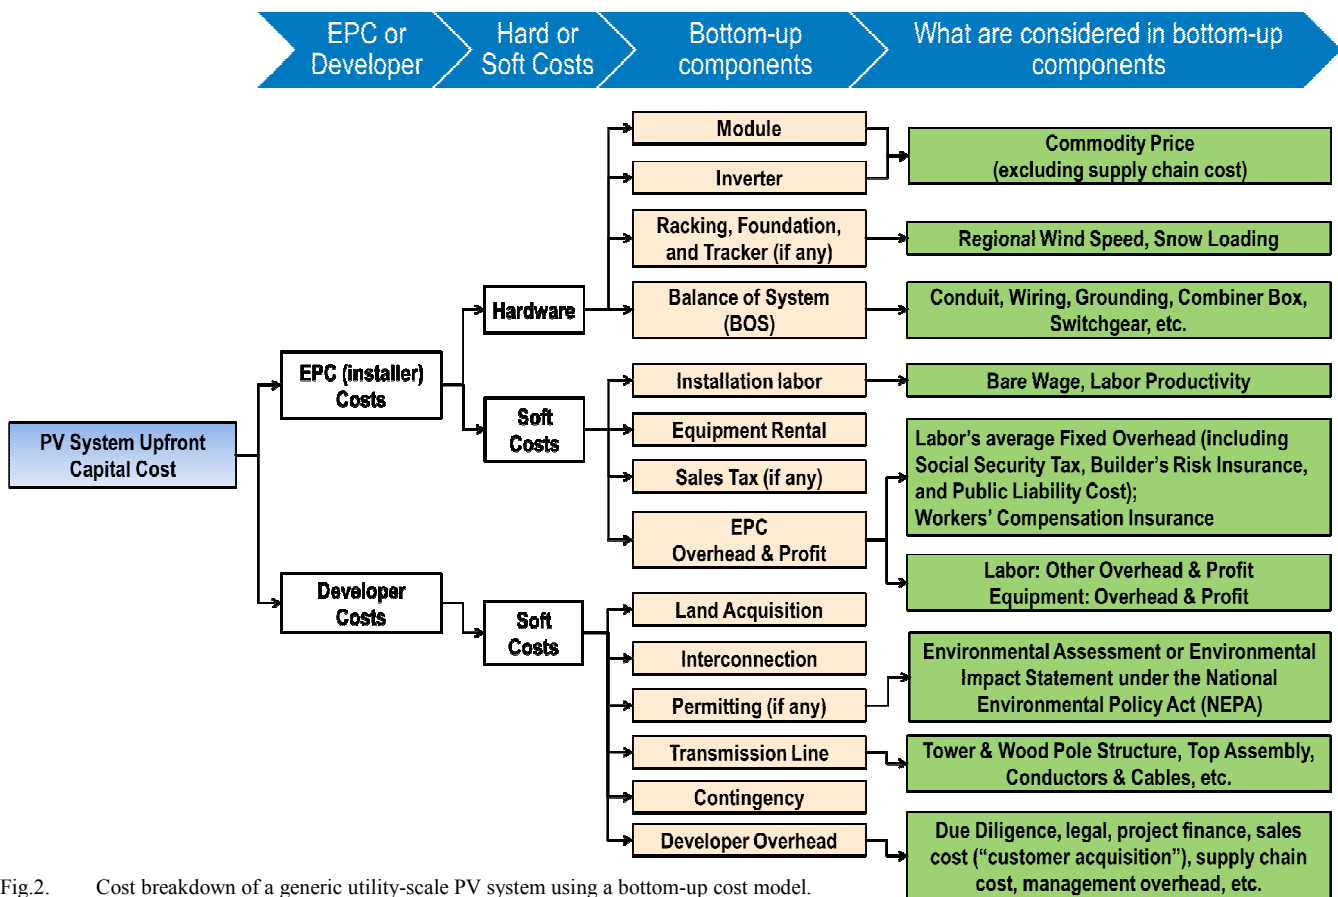 EPC or
Developer
Hard or
Soft Costs
Bottom-up
components
What are considered in bottom-up
components
Module
Inverter
Commodity Price
(excluding supply chain cost)
Racking, Foundation,
and Tracker (if any)
Regional Wind Speed, Snow Loading
Hardware
Balance of System
(BOS)
Conduit, Wiring, Grounding, Combiner Box,
Switchgear, etc.
EPC (installer)
Costs
Installation labor
Bare Wage, Labor Productivity
Soft
Costs
Equipment Rental
Sales Tax (if any)
EPC
Overhead & Profit
Labor's average Fixed Overhead (including
Social Security Tax, Builder's Risk Insurance,
and Public Liability Cost);
Workers' Compensation Insurance
Labor: Other Overhead & Profit
Equipment: Overhead & Profit
PV System Upfront
Capital Cost
Developer
Costs
Soft
Costs
Land Acquisition
Interconnection
Permitting (if any)
Environmental Assessment or Environmental
Impact Statement under the National
Environmental Policy Act (NEPA)
Transmission Line
Tower & Wood Pole Structure, Top Assembly,
Conductors & Cables, etc.
Contingency
Developer Overhead
Due Diligence, legal, project finance, sales
cost ("customer acquisition"), supply chain
cost, management overhead, etc.
Fig.2. Cost breakdown of a generic utility-scale PV system using a bottom-up cost model.